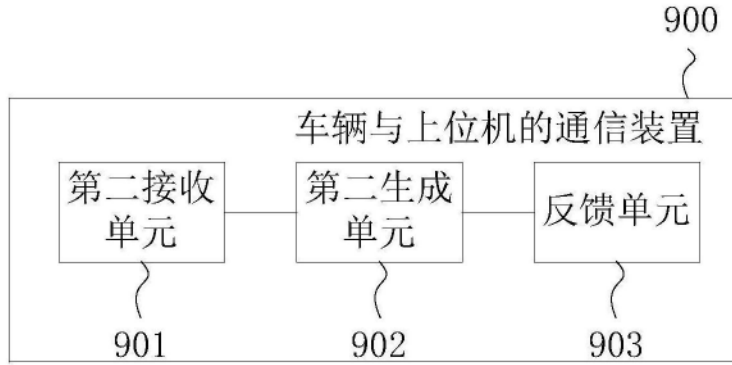 900
车辆与上位机的通信装置
第二接收
单元
第二生成
单元
反馈单元
901
902
903